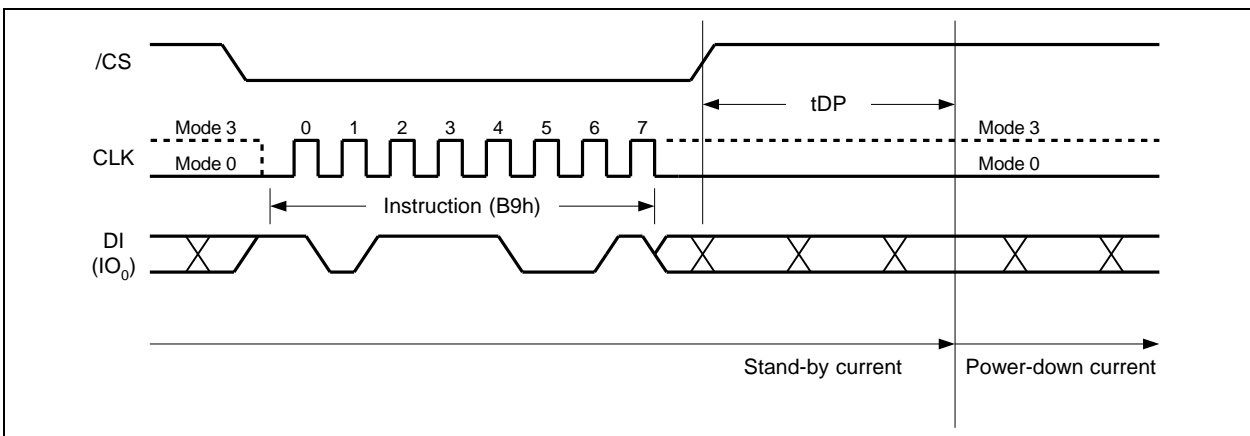 /CS
tDP
Mode 3 0 1 2 3 4 5 6 7 Mode 3
CLK
Mode 0 Mode 0
Instruction (B9h)
DI
(IO₀)
Stand-by current Power-down current